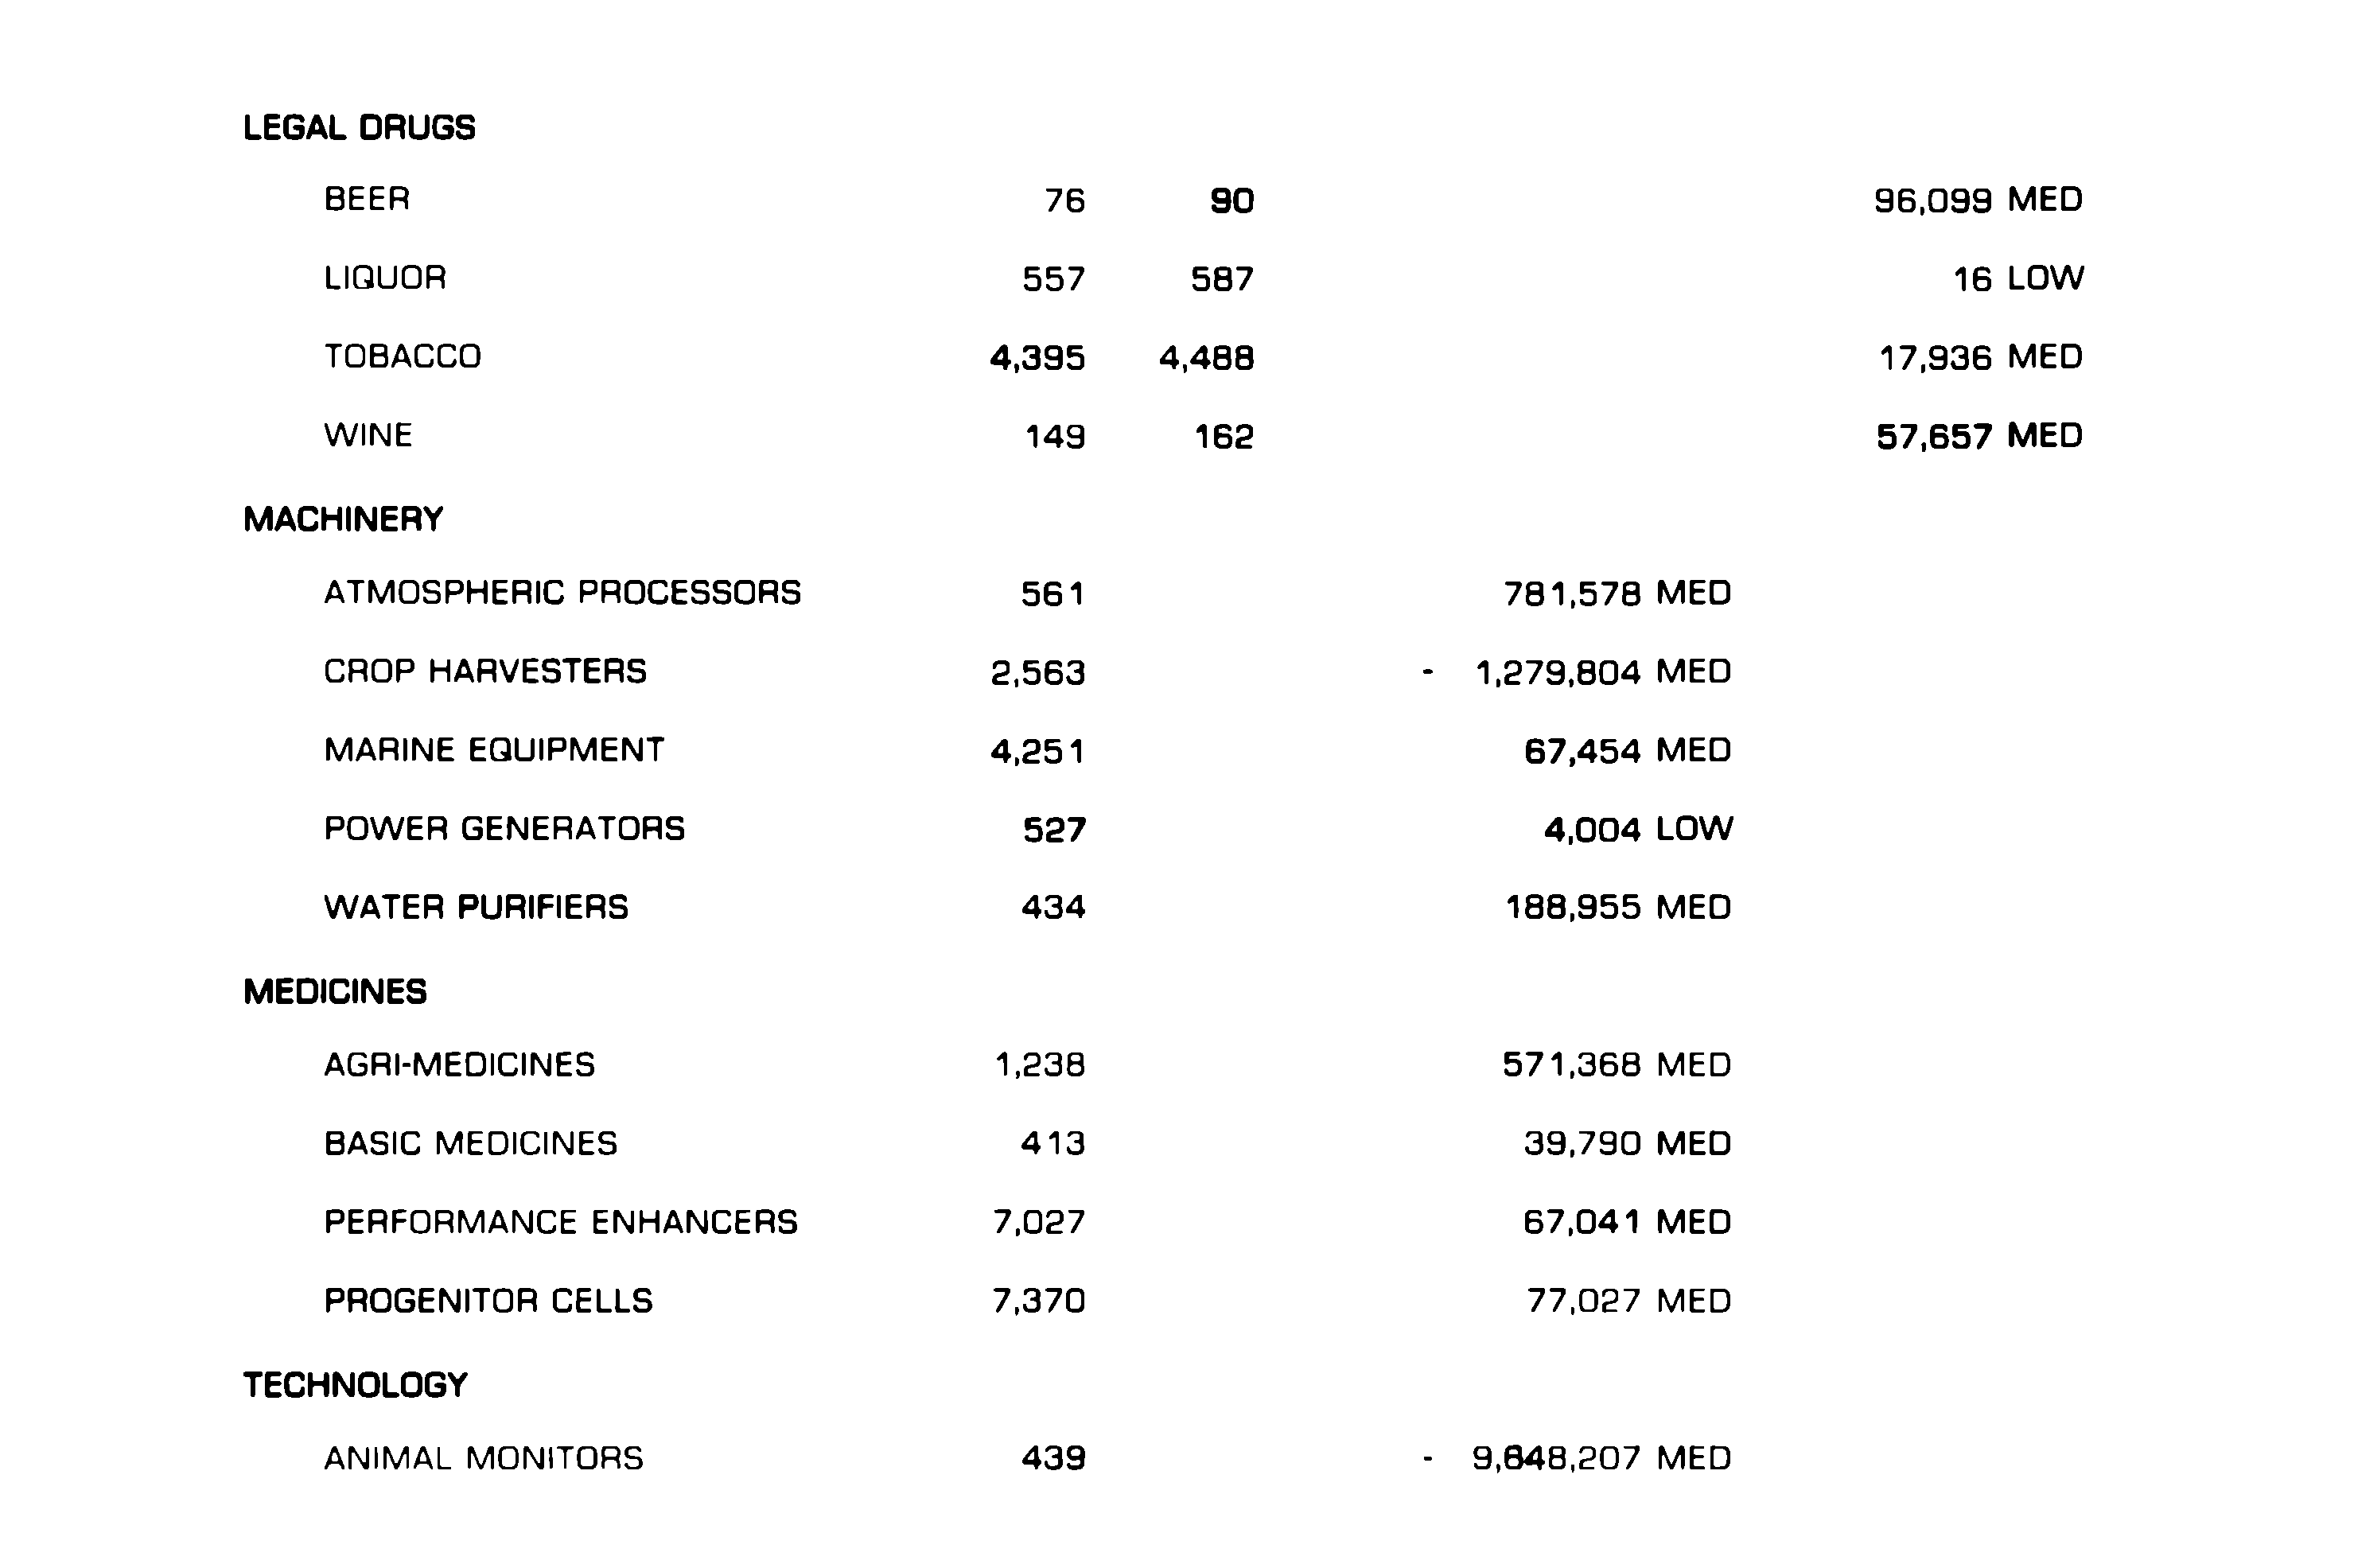 LEGAL DRUGS
BEER 76 90 96,099 MED
LIQUOR 557 587 16 LOW
TOBACCO 4,395 4,488 17,936 MED
WINE 149 162 57,657 MED
MACHINERY
ATMOSPHERIC PROCESSORS 561 781,578 MED
CROP HARVESTERS 2,563 - 1,279,804 MED
MARINE EQUIPMENT 4,251 67,454 MED
POWER GENERATORS 527 4,004 LOW
WATER PURIFIERS 434 188,955 MED
MEDICINES
AGRI-MEDICINES 1,238 571,368 MED
BASIC MEDICINES 413 39,790 MED
PERFORMANCE ENHANCERS 7,027 67,041 MED
PROGENITOR CELLS 7,370 77,027 MED
TECHNOLOGY
ANIMAL MONITORS 439 - MED